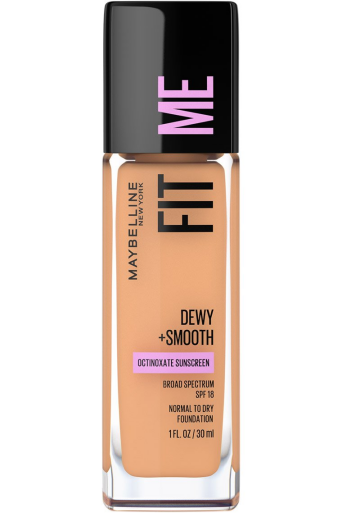 ME
FIT
MAYBELLINE
NEW YORK
DEWY
+SMOOTH
OCTINOXATE SUNSCREEN
BROAD SPECTRUM
SPF 18
NORMAL TO DRY
FOUNDATION
1 FL. OZ / 30 ml